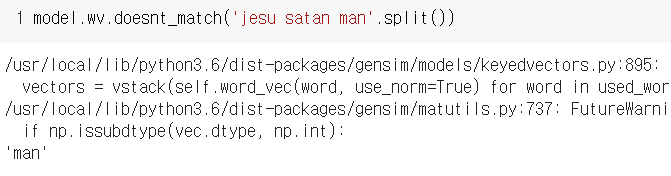 1 model.wv.doesnt_match('jesu satan man'.split())
/usr/local/lib/python3.6/dist-packages/gensim/models/keyedvectors.py:895:
vectors = vstack(self.word_vec(word, use_norm=True) for word in used_wor
/usr/local/lib/python3.6/dist-packages/gensim/matutils.py:737: FutureWarni
if np.issubdtype(vec.dtype, np.int):
'man'